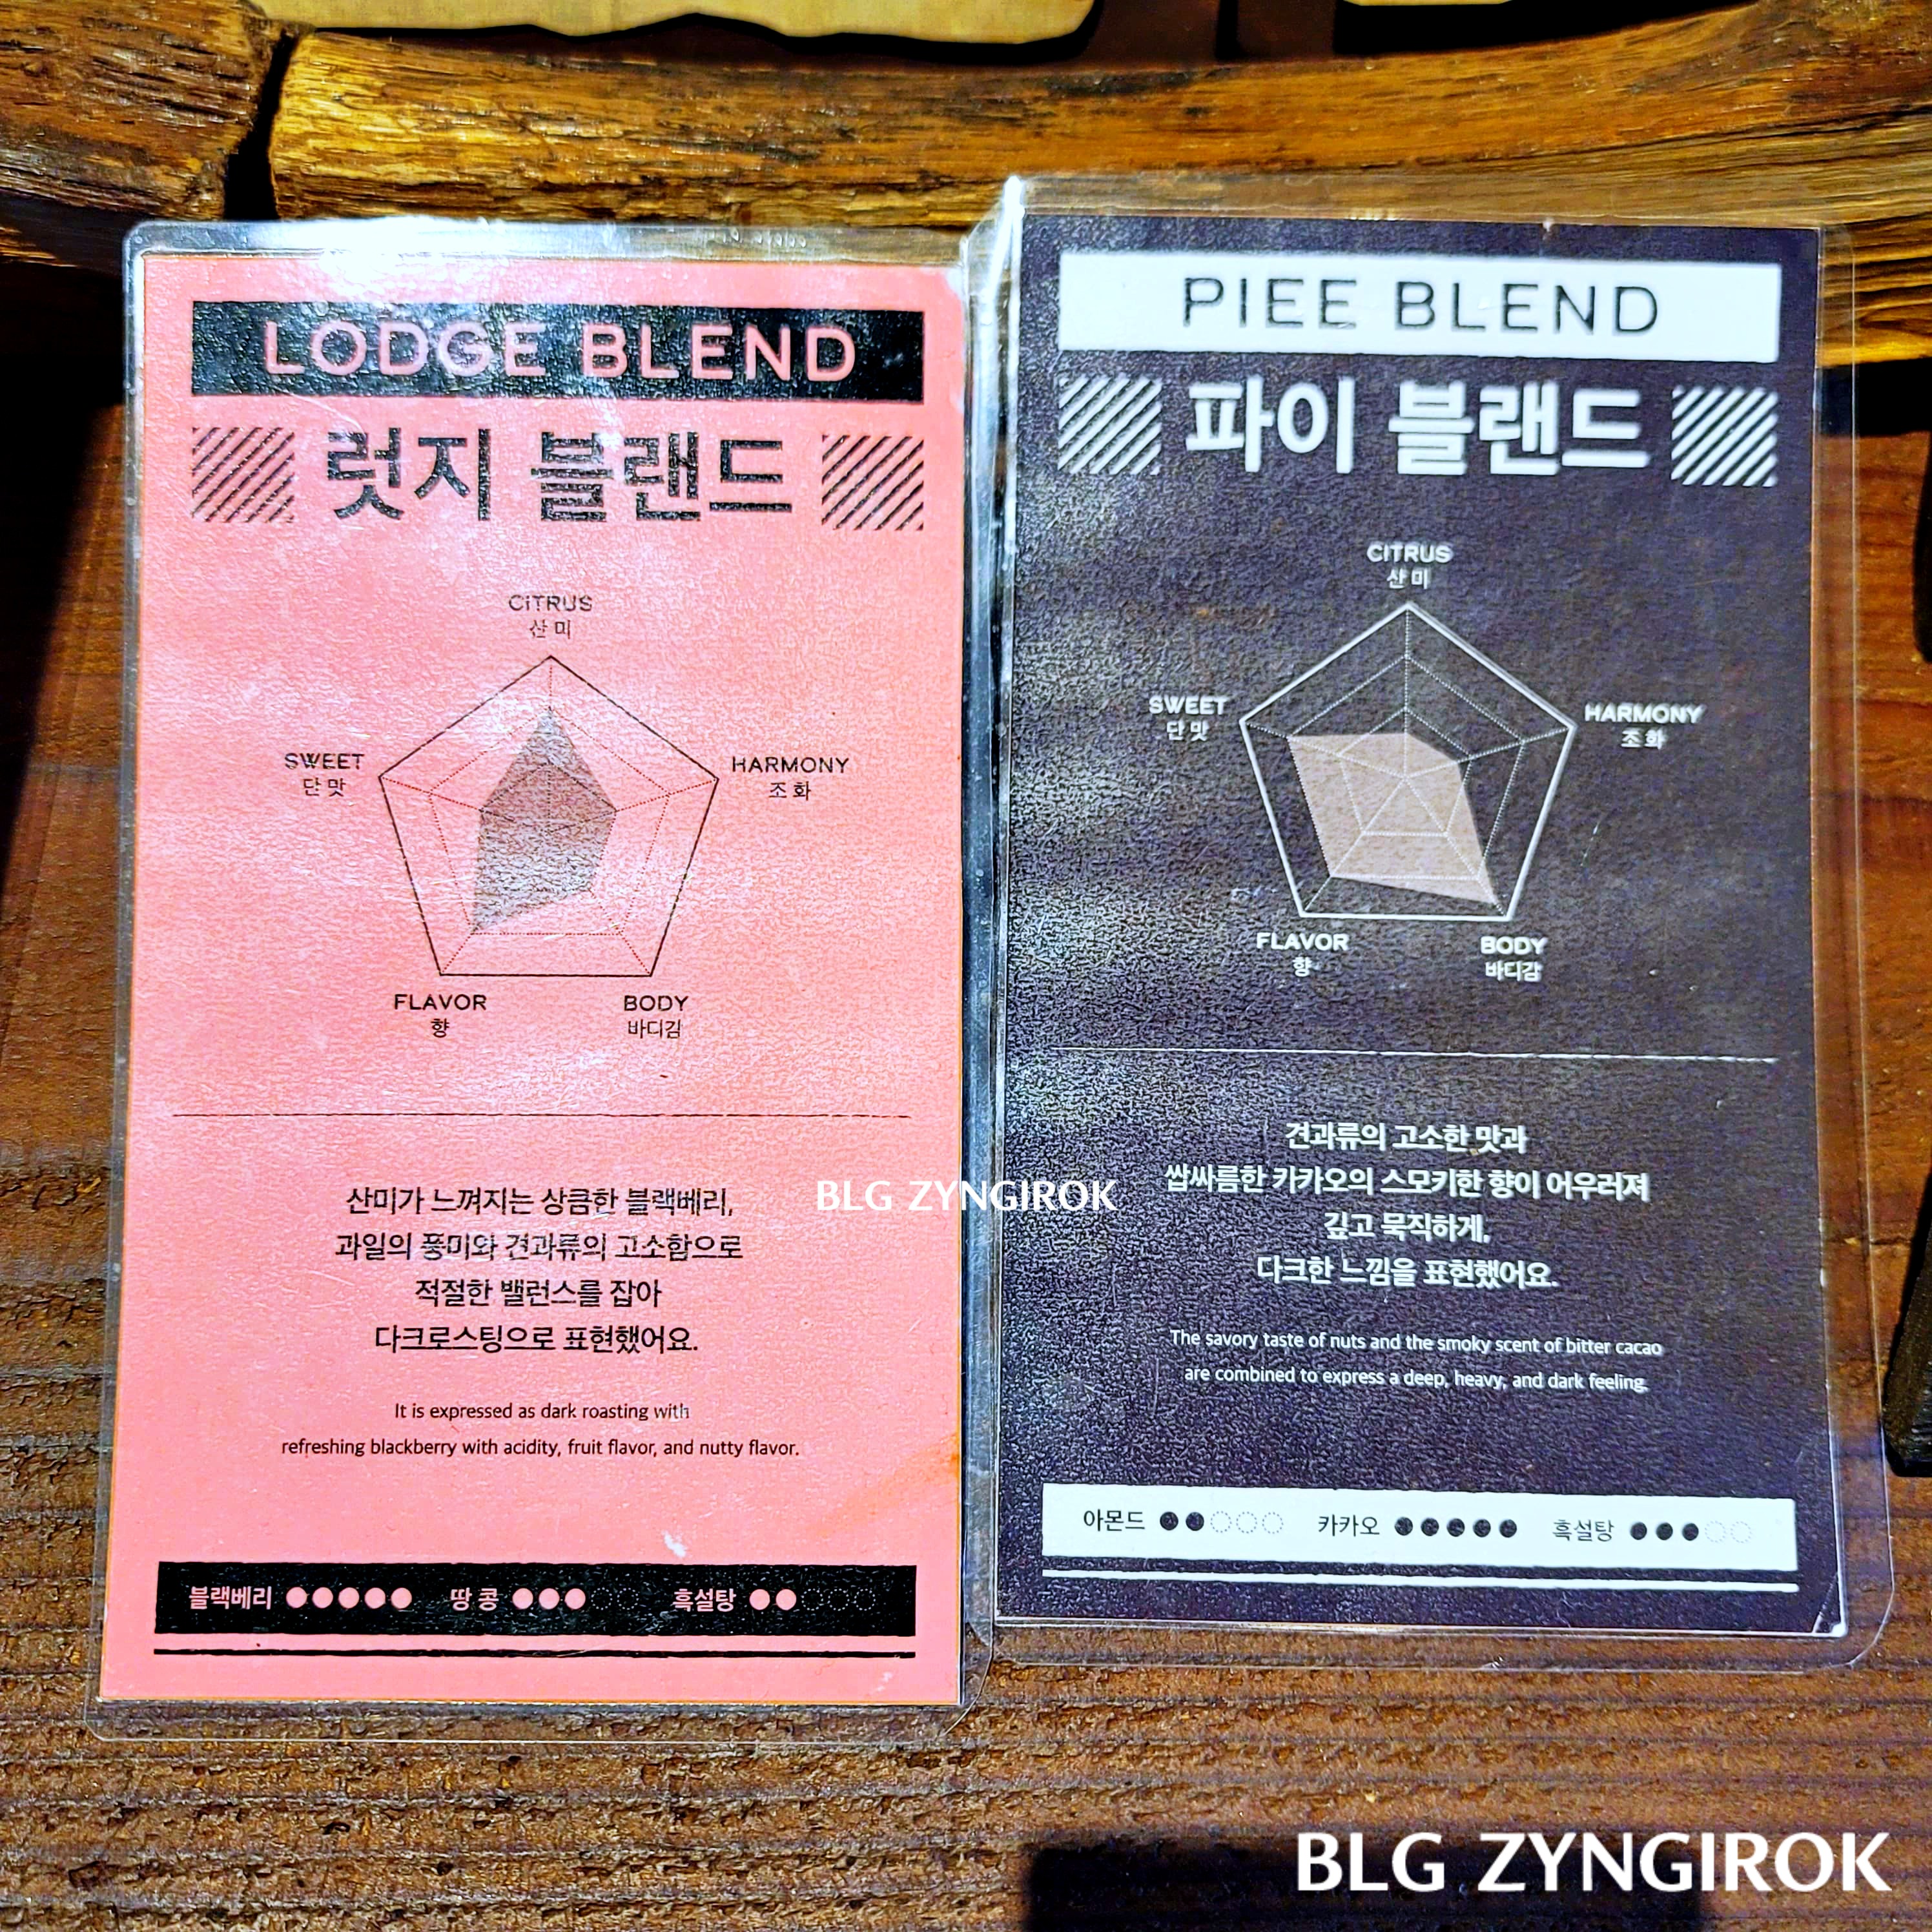 LODGE BLEND
럿지 블랜드
CITRUS
산미
SWEET
단맛
HARMONY
조화
FLAVOR
향
BODY
바디감
산미가 느껴지는 상큼한 블랙베리,
과일의 풍미와 견과류의 고소함으로
적절한 밸런스를 잡아
다크로스팅으로 표현했어요.
It is expressed as dark roasting with
refreshing blackberry with acidity, fruit flavor, and nutty flavor.
블랙베리 땅콩 흑설탕
PIEE BLEND
파이 블랜드
CITRUS
산미
SWEET
단맛
HARMONY
조화
FLAVOR
향
BODY
바디감
견과류의 고소한 맛과
쌉싸름한 카카오의 스모키한 향이 어우러져
깊고 묵직하게,
다크한 느낌을 표현했어요.
The savory taste of nuts and the smoky scent of bitter cacao
are combined to express a deep, heavy, and dark feeling.
아몬드 카카오 흑설탕
BLG ZYNGIROK
BLG ZYNGIROK